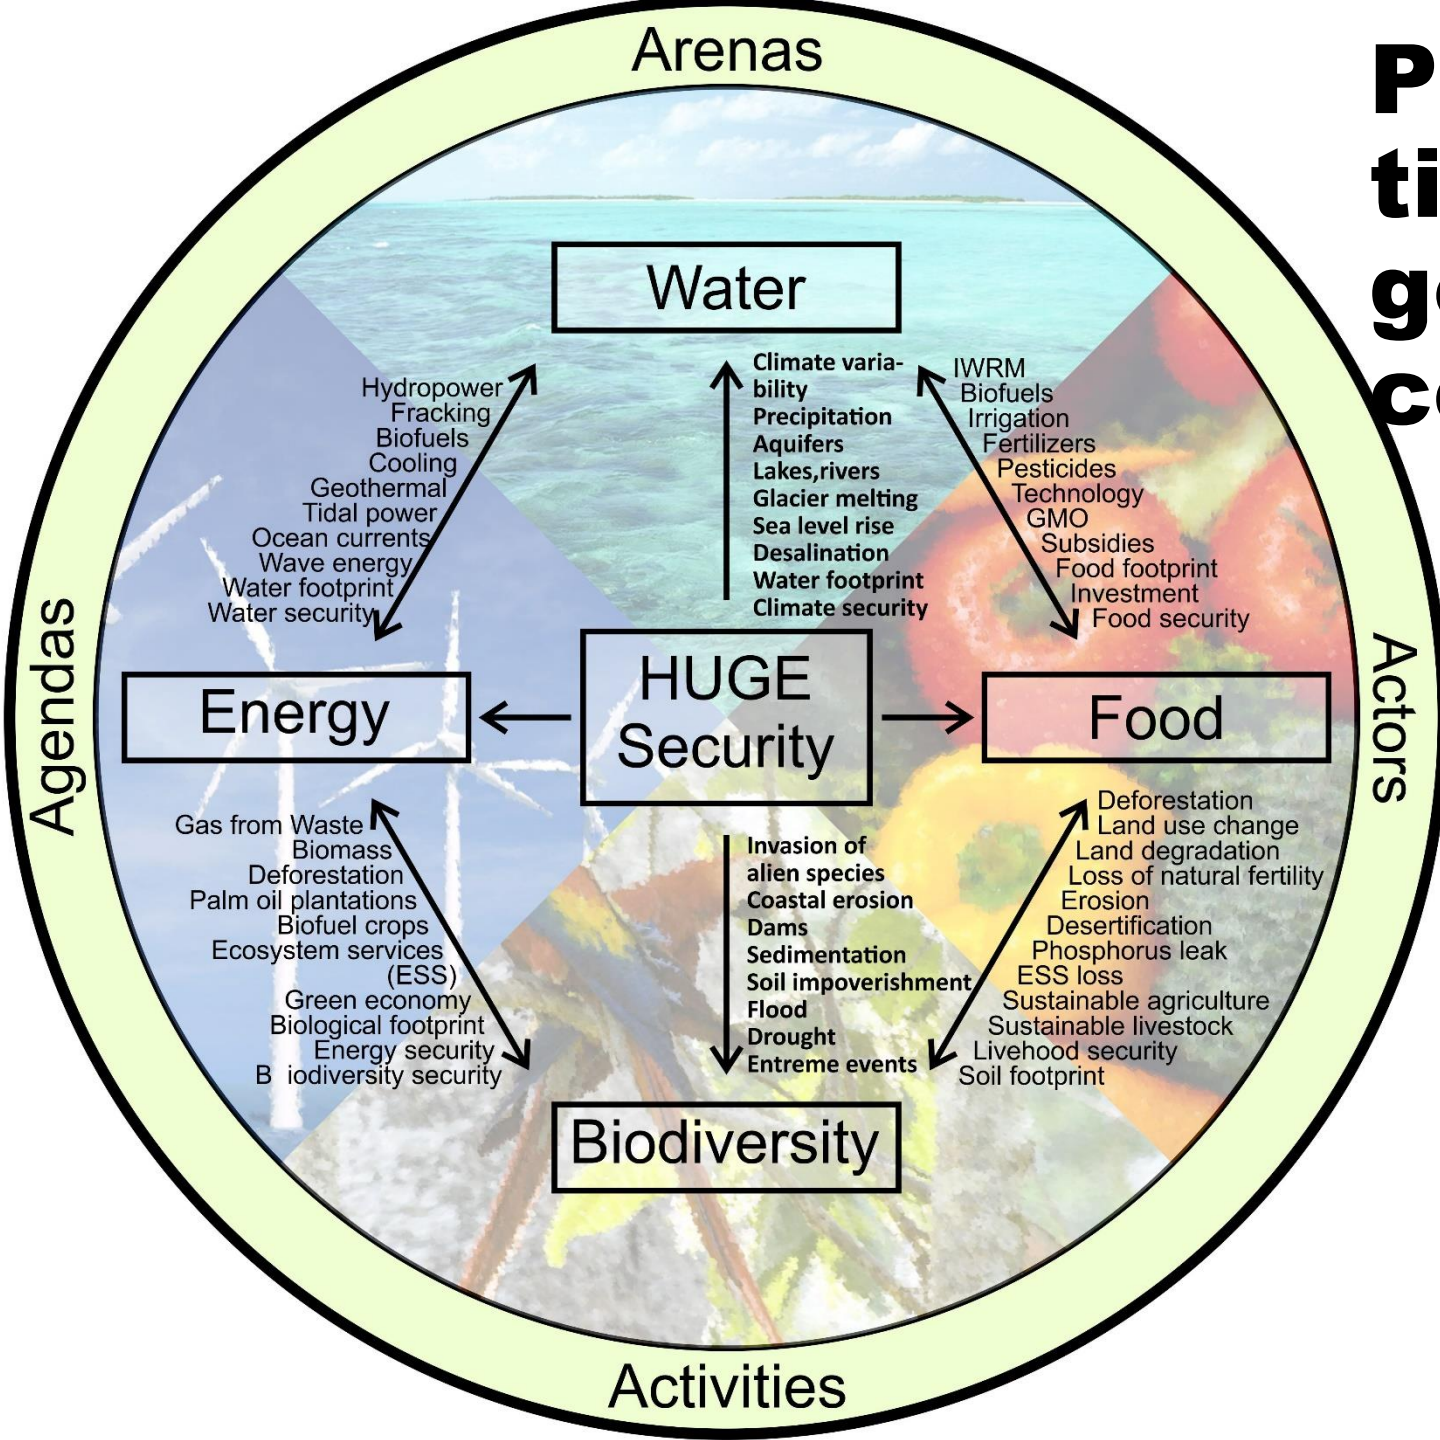 Arenas
P
ti
g
c
Water
Hydropower
Fracking
Biofuels
Cooling
Geothermal
Tidal power
Ocean currents
Wave energy
Water footprint
Water security
Climate varia-
bility
Precipitation
Aquifers
Lakes,rivers
Glacier melting
Sea level rise
Desalination
Water footprint
Climate security
IWRM
Biofuels
Irrigation
Fertilizers
Pesticides
Technology
GMO
Subsidies
Food footprint
Investment
Food security
Agendas
Energy
HUGE
Security
Food
Actors
Gas from Waste
Biomass
Deforestation
Palm oil plantations
Biofuel crops
Ecosystem services
(ESS)
Green economy
Biological footprint
Energy security
B iodiversity security
Invasion of
alien species
Coastal erosion
Dams
Sedimentation
Soil impoverishment
Flood
Drought
Entreme events
Deforestation
Land use change
Land degradation
Loss of natural fertility
Erosion
Desertification
Phosphorus leak
ESS loss
Sustainable agriculture
Sustainable livestock
Livehood security
Soil footprint
Biodiversity
Activities